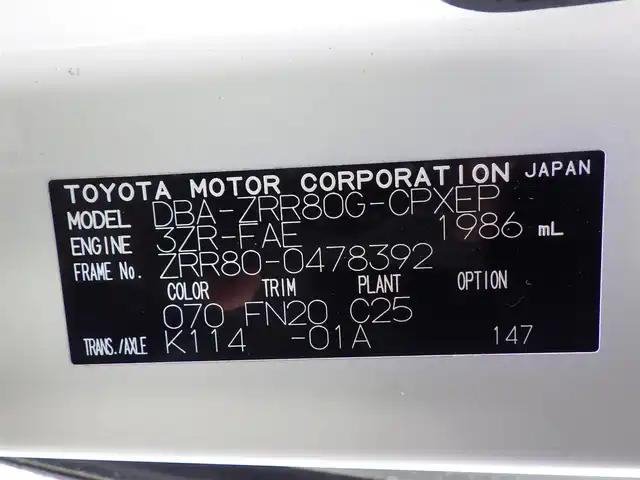 TOYOTA MOTOR CORPORATION JAPAN
MODEL DBA-ZRR80G-CPXEP
ENGINE 3ZR-FAE 1986 mL
FRAME No. ZRR80-0478392
COLOR TRIM PLANT OPTION
070 FN20 C25
TRANS./AXLE K114 -01A 147